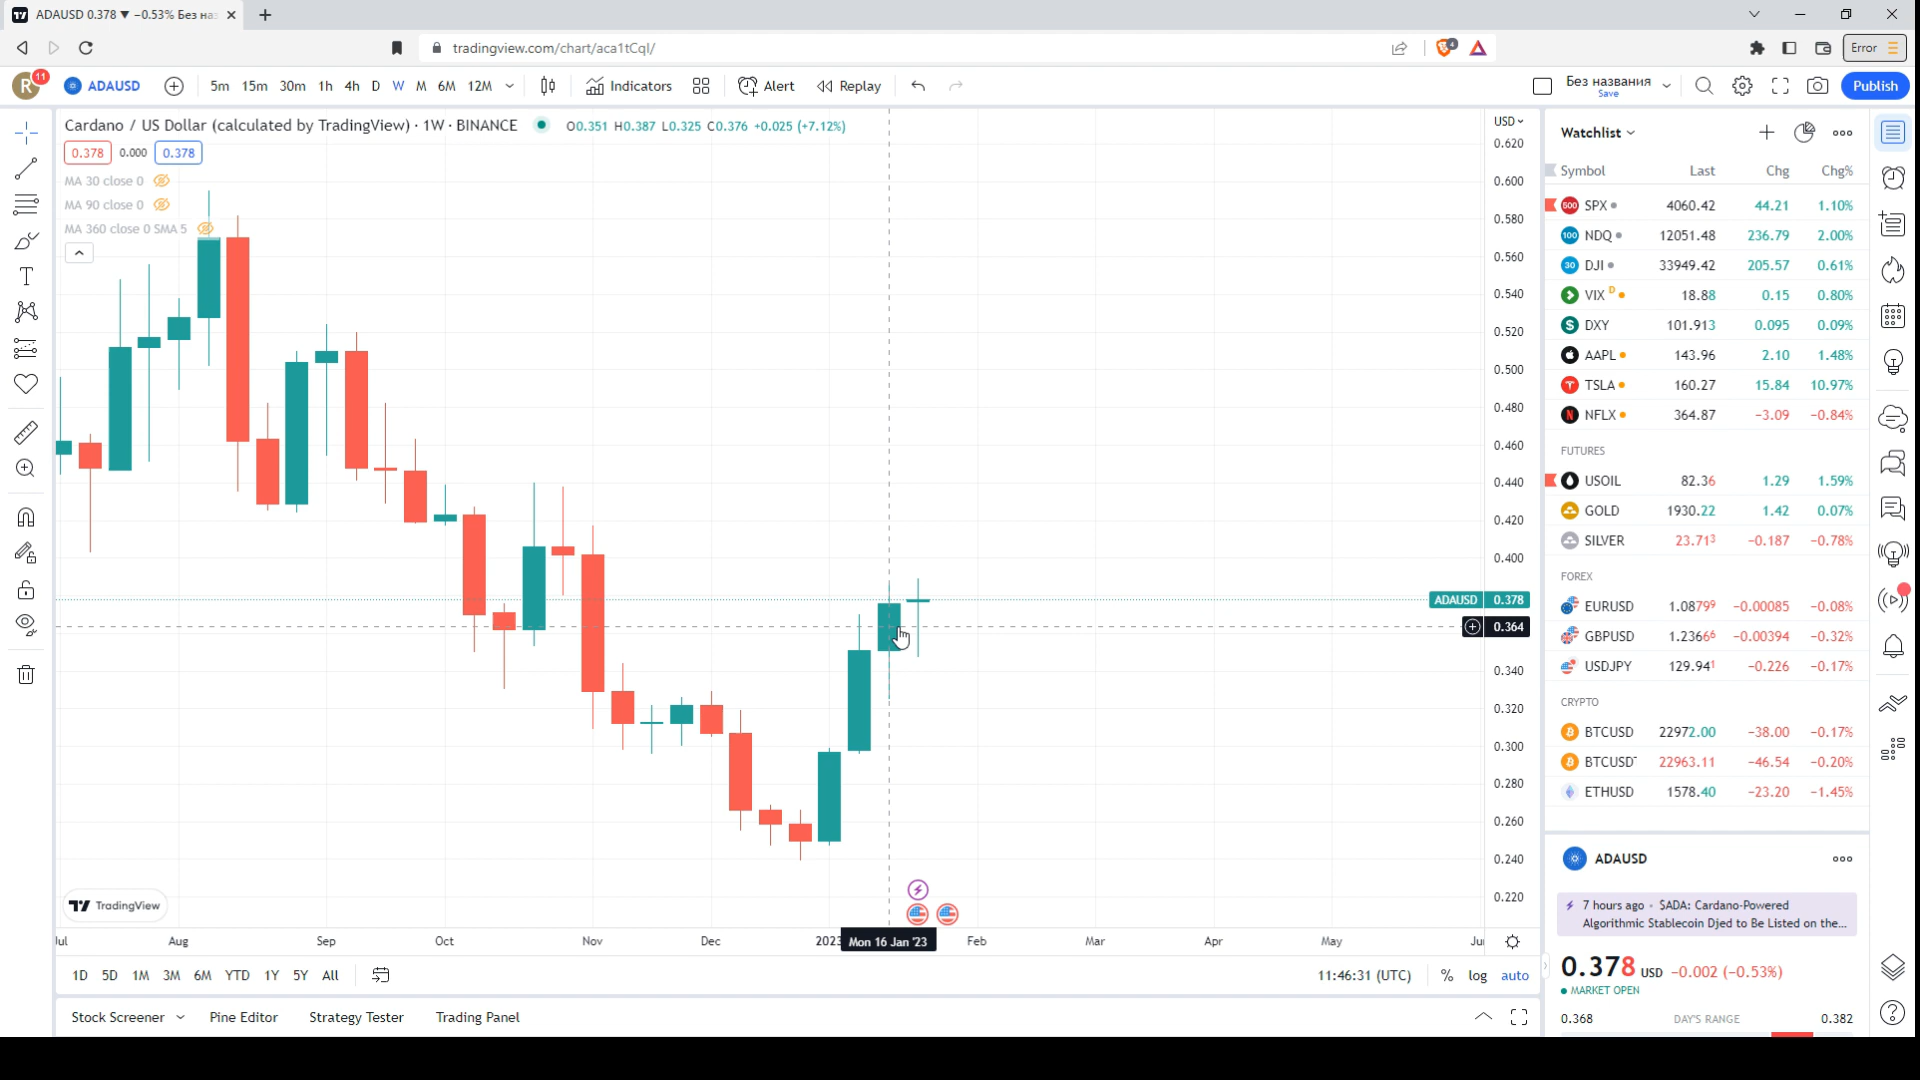 ADAUSD 0.378 ▼ −0.53% Без на
tradingview.com/chart/aca1tCqI/
4
Error
R
11
ADAUSD
5m 15m 30m 1h 4h D W M 6M 12M
Indicators
Alert
Replay
Без названия
Save
Publish
Cardano / US Dollar (calculated by TradingView) · 1W · BINANCE
O0.351 H0.387 L0.325 C0.376 +0.025 (+7.12%)
0.378 0.000 0.378
MA 30 close 0
MA 90 close 0
MA 360 close 0 SMA 5
USD
0.620
0.600
0.580
0.560
0.540
0.520
0.500
0.480
0.460
0.440
0.420
0.400
ADAUSD 0.378
0.364
0.340
0.320
0.300
0.280
0.260
0.240
0.220
TradingView
Aug Sep Oct Nov Dec 2023 Mon 16 Jan '23 Feb Mar Apr May
1D 5D 1M 3M 6M YTD 1Y 5Y All
11:46:31 (UTC) % log auto
Stock Screener Pine Editor Strategy Tester Trading Panel
Watchlist
Symbol Last Chg Chg%
500 SPX 4060.42 44.21 1.10%
100 NDQ 12051.48 236.79 2.00%
30 DJI 33949.42 205.57 0.61%
VIX D 18.88 0.15 0.80%
S DXY 101.913 0.095 0.09%
AAPL 143.96 2.10 1.48%
TSLA 160.27 15.84 10.97%
N NFLX 364.87 −3.09 −0.84%
FUTURES
USOIL 82.36 1.29 1.59%
GOLD 1930.22 1.42 0.07%
SILVER 23.713 −0.187 −0.78%
FOREX
EURUSD 1.08799 −0.00085 −0.08%
GBPUSD 1.23666 −0.00394 −0.32%
USDJPY 129.941 −0.226 −0.17%
CRYPTO
BTCUSD 22972.00 −38.00 −0.17%
BTCUSD 22963.11 −46.54 −0.20%
ETHUSD 1578.40 −23.20 −1.45%
ADAUSD
7 hours ago · $ADA: Cardano-Powered
Algorithmic Stablecoin Djed to Be Listed on the...
0.378 USD −0.002 (−0.53%)
MARKET OPEN
0.368 DAY'S RANGE 0.382